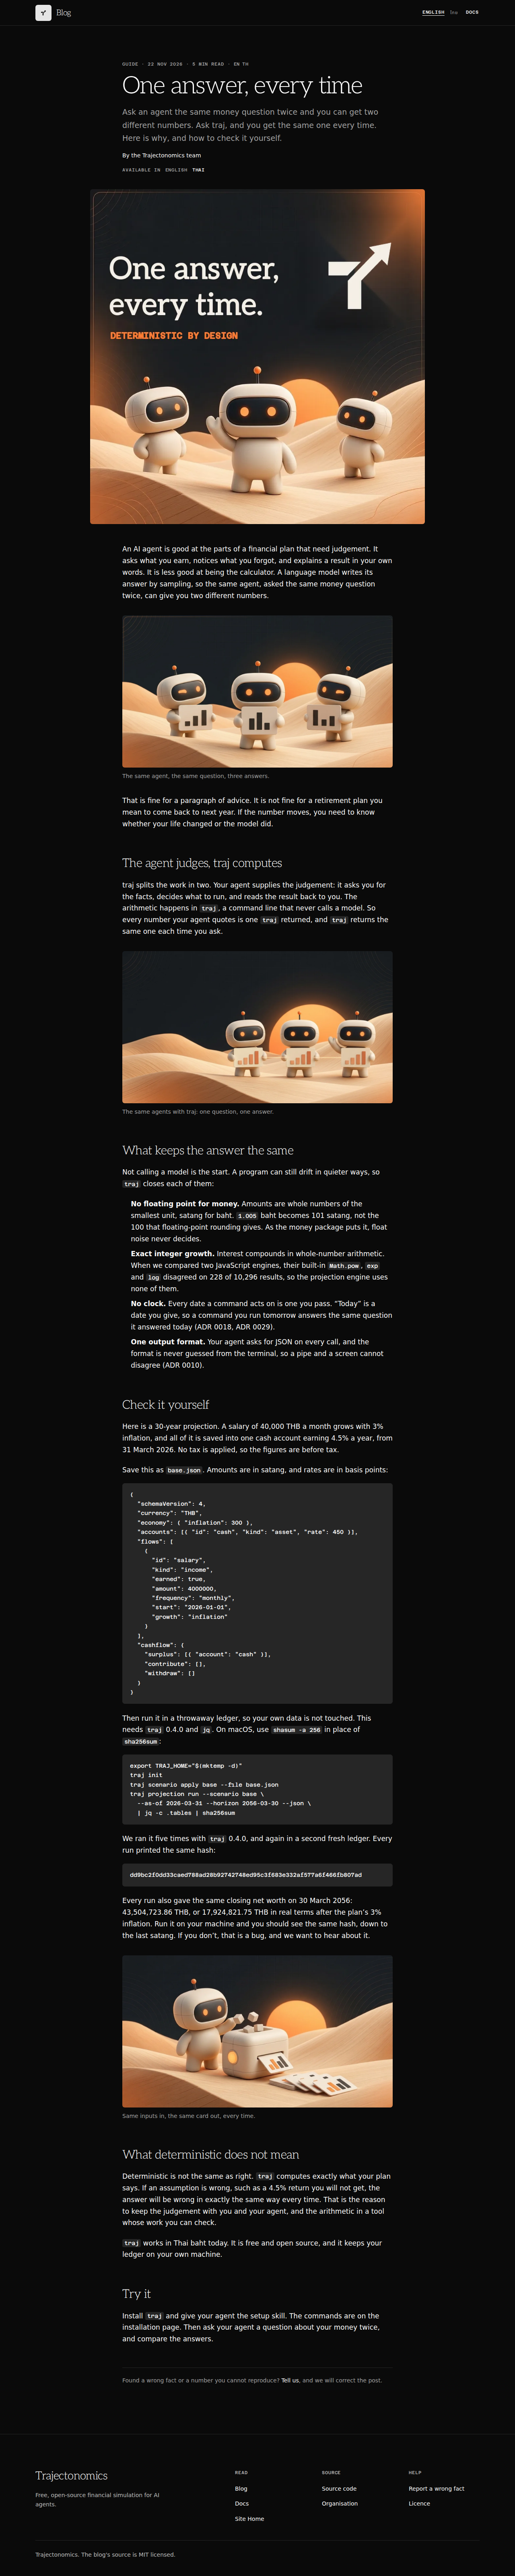 Blog
ENGLISH ไทย DOCS
GUIDE · 22 NOV 2026 · 5 MIN READ · EN TH
One answer, every time
Ask an agent the same money question twice and you can get two
different numbers. Ask traj, and you get the same one every time.
Here is why, and how to check it yourself.
By the Trajectonomics team
AVAILABLE IN ENGLISH THAI
One answer,
every time.
DETERMINISTIC BY DESIGN
An AI agent is good at the parts of a financial plan that need judgement. It
asks what you earn, notices what you forgot, and explains a result in your own
words. It is less good at being the calculator. A language model writes its
answer by sampling, so the same agent, asked the same money question
twice, can give you two different numbers.
The same agent, the same question, three answers.
That is fine for a paragraph of advice. It is not fine for a retirement plan you
mean to come back to next year. If the number moves, you need to know
whether your life changed or the model did.
The agent judges, traj computes
traj splits the work in two. Your agent supplies the judgement: it asks you for
the facts, decides what to run, and reads the result back to you. The
arithmetic happens in traj, a command line that never calls a model. So
every number your agent quotes is one traj returned, and traj returns the
same one each time you ask.
The same agents with traj: one question, one answer.
What keeps the answer the same
Not calling a model is the start. A program can still drift in quieter ways, so
traj closes each of them:
No floating point for money. Amounts are whole numbers of the
smallest unit, satang for baht. 1.005 baht becomes 101 satang, not the
100 that floating-point rounding gives. As the money package puts it, float
noise never decides.
Exact integer growth. Interest compounds in whole-number arithmetic.
When we compared two JavaScript engines, their built-in Math.pow, exp
and log disagreed on 228 of 10,296 results, so the projection engine uses
none of them.
No clock. Every date a command acts on is one you pass. “Today” is a
date you give, so a command you run tomorrow answers the same question
it answered today (ADR 0018, ADR 0029).
One output format. Your agent asks for JSON on every call, and the
format is never guessed from the terminal, so a pipe and a screen cannot
disagree (ADR 0010).
Check it yourself
Here is a 30-year projection. A salary of 40,000 THB a month grows with 3%
inflation, and all of it is saved into one cash account earning 4.5% a year, from
31 March 2026. No tax is applied, so the figures are before tax.
Save this as base.json. Amounts are in satang, and rates are in basis points:
{
"schemaVersion": 4,
"currency": "THB",
"economy": { "inflation": 300 },
"accounts": [{ "id": "cash", "kind": "asset", "rate": 450 }],
"flows": [
{
"id": "salary",
"kind": "income",
"earned": true,
"amount": 4000000,
"frequency": "monthly",
"start": "2026-01-01",
"growth": "inflation"
}
],
"cashflow": {
"surplus": [{ "account": "cash" }],
"contribute": [],
"withdraw": []
}
}
Then run it in a throwaway ledger, so your own data is not touched. This
needs traj 0.4.0 and jq. On macOS, use shasum -a 256 in place of
sha256sum:
export TRAJ_HOME="$(mktemp -d)"
traj init
traj scenario apply base --file base.json
traj projection run --scenario base \
--as-of 2026-03-31 --horizon 2056-03-30 --json \
| jq -c .tables | sha256sum
We ran it five times with traj 0.4.0, and again in a second fresh ledger. Every
run printed the same hash:
dd9bc2f0dd33caed788ad28b92742748ed95c3f683e332af577a6f466fb807ad
Every run also gave the same closing net worth on 30 March 2056:
43,504,723.86 THB, or 17,924,821.75 THB in real terms after the plan’s 3%
inflation. Run it on your machine and you should see the same hash, down to
the last satang. If you don’t, that is a bug, and we want to hear about it.
Same inputs in, the same card out, every time.
What deterministic does not mean
Deterministic is not the same as right. traj computes exactly what your plan
says. If an assumption is wrong, such as a 4.5% return you will not get, the
answer will be wrong in exactly the same way every time. That is the reason
to keep the judgement with you and your agent, and the arithmetic in a tool
whose work you can check.
traj works in Thai baht today. It is free and open source, and it keeps your
ledger on your own machine.
Try it
Install traj and give your agent the setup skill. The commands are on the
installation page. Then ask your agent a question about your money twice,
and compare the answers.
Found a wrong fact or a number you cannot reproduce? Tell us, and we will correct the post.
Trajectonomics
Free, open-source financial simulation for AI
agents.
READ
Blog
Docs
Site Home
SOURCE
Source code
Organisation
HELP
Report a wrong fact
Licence
Trajectonomics. The blog's source is MIT licensed.